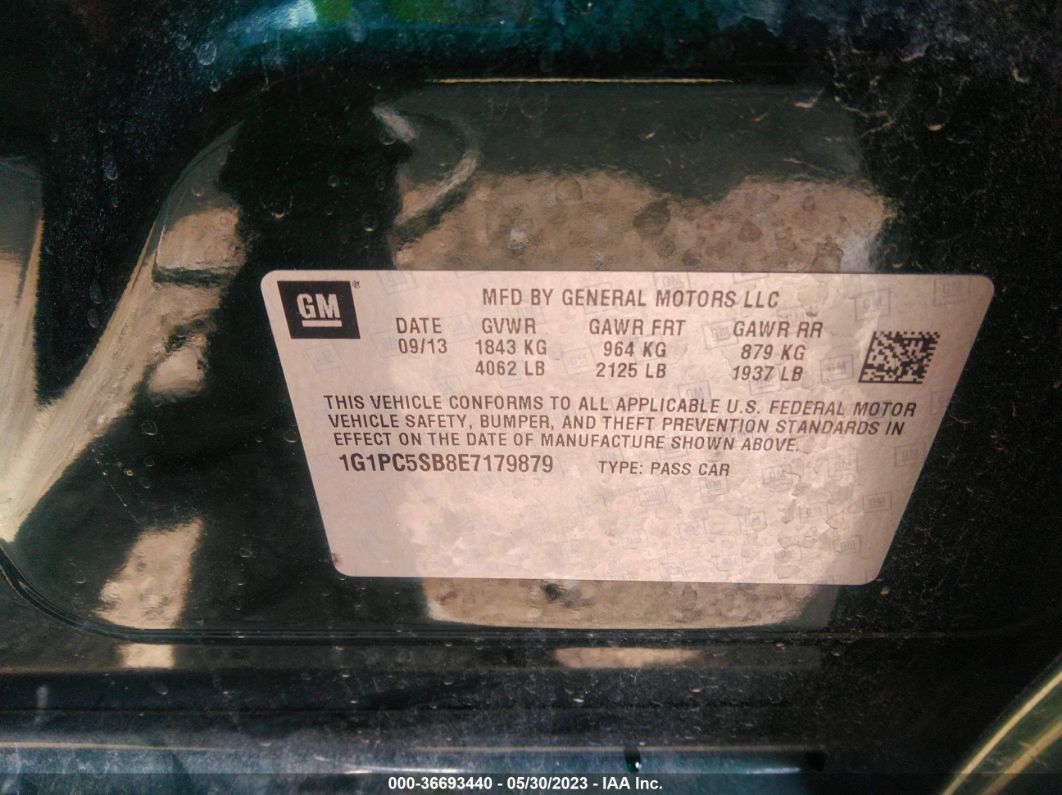 GM
MFD BY GENERAL MOTORS LLC
DATE GVWR GAWR FRT GAWR RR
09/13 1843 KG 964 KG 879 KG
4062 LB 2125 LB 1937 LB
THIS VEHICLE CONFORMS TO ALL APPLICABLE U.S. FEDERAL MOTOR
VEHICLE SAFETY, BUMPER, AND THEFT PREVENTION STANDARDS IN
EFFECT ON THE DATE OF MANUFACTURE SHOWN ABOVE.
1G1PC5SB8E7179879 TYPE: PASS CAR
000-36693440 - 05/30/2023 - IAA Inc.